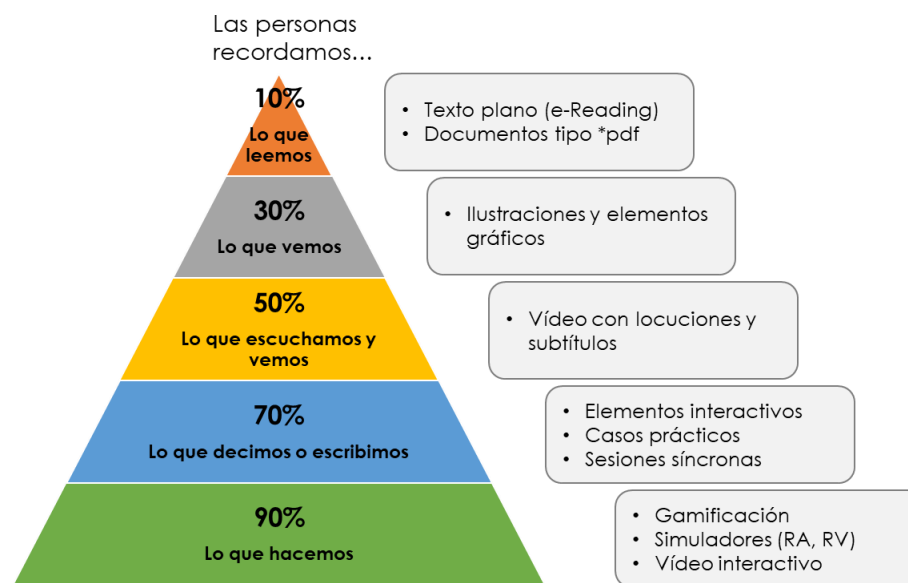 Las personas
recordamos...
10%
Lo que
leemos
• Texto plano (e-Reading)
• Documentos tipo *pdf
30%
Lo que vemos
• Ilustraciones y elementos
gráficos
50%
Lo que escuchamos y
vemos
• Vídeo con locuciones y
subtítulos
70%
Lo que decimos o escribimos
• Elementos interactivos
• Casos prácticos
• Sesiones síncronas
90%
Lo que hacemos
• Gamificación
• Simuladores (RA, RV)
• Vídeo interactivo